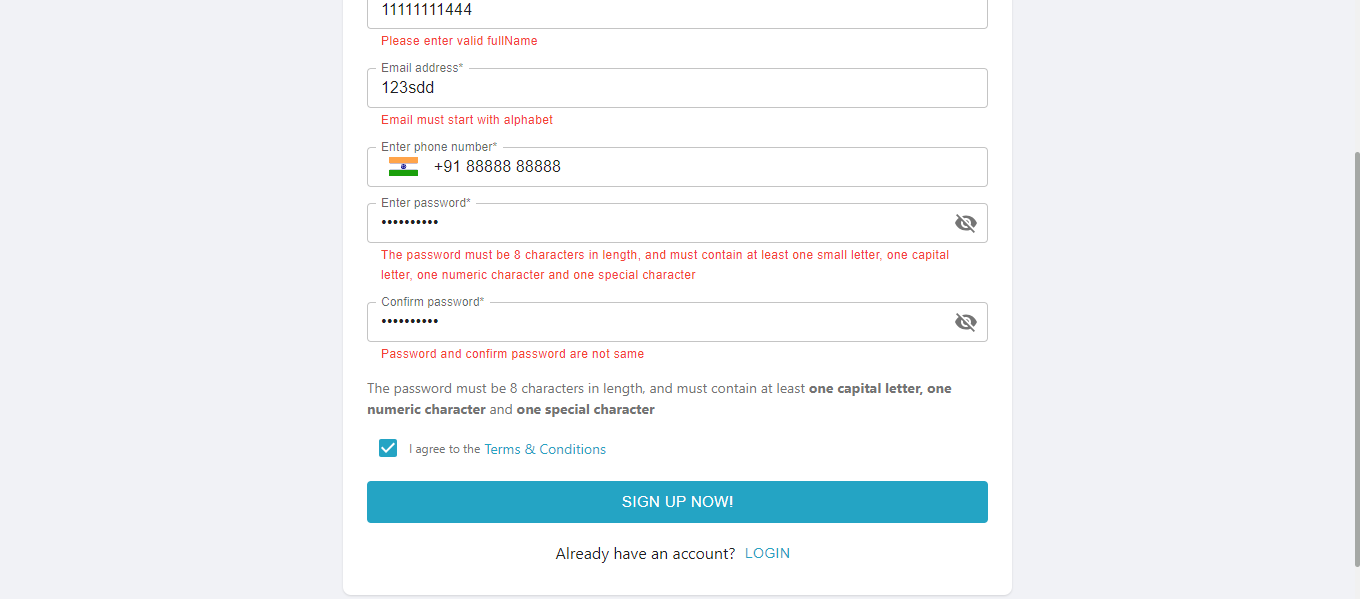 11111111444
Please enter valid fullName
Email address*
123sdd
Email must start with alphabet
Enter phone number*
+91 88888 88888
Enter password*
••••••••••
The password must be 8 characters in length, and must contain at least one small letter, one capital
letter, one numeric character and one special character
Confirm password*
••••••••••
Password and confirm password are not same
The password must be 8 characters in length, and must contain at least one capital letter, one
numeric character and one special character
I agree to the Terms & Conditions
SIGN UP NOW!
Already have an account? LOGIN